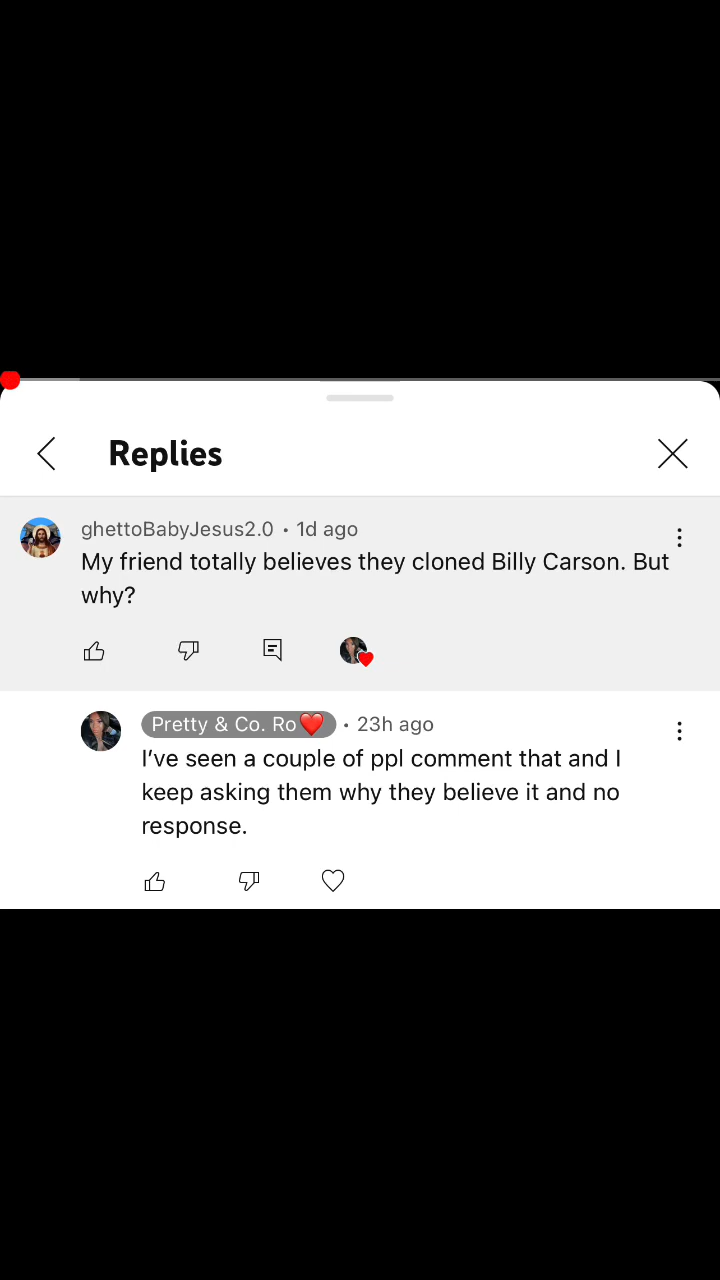 Replies
ghettoBabyJesus2.0 • 1d ago
My friend totally believes they cloned Billy Carson. But
why?
Pretty & Co. Ro❤️ • 23h ago
I’ve seen a couple of ppl comment that and I
keep asking them why they believe it and no
response.